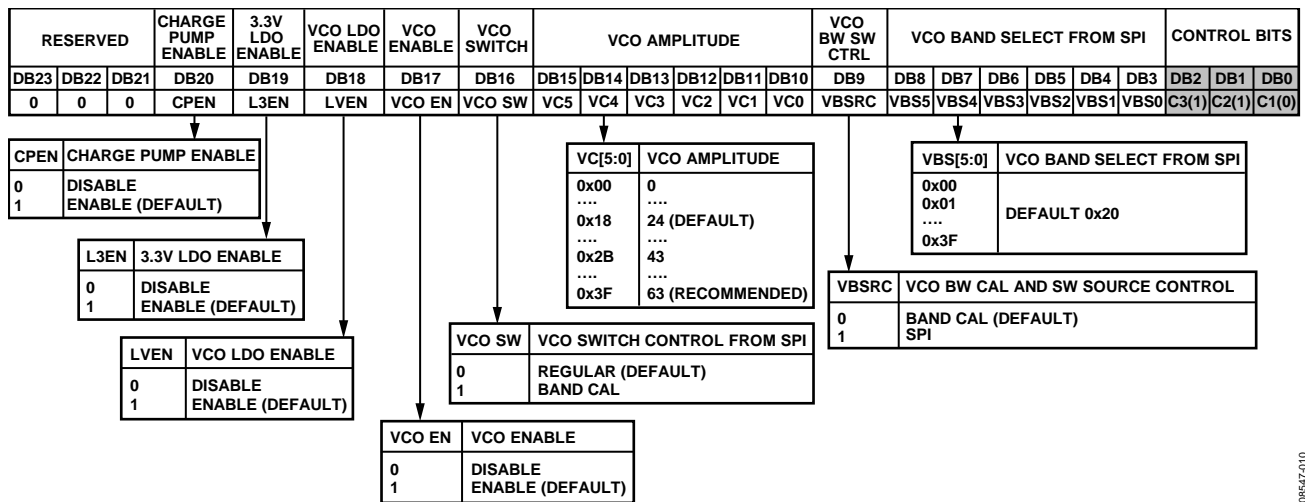 RESERVED CHARGE PUMP ENABLE 3.3V LDO ENABLE VCO LDO ENABLE VCO ENABLE VCO SWITCH VCO AMPLITUDE VCO BW SW CTRL VCO BAND SELECT FROM SPI CONTROL BITS
DB23 DB22 DB21 DB20 DB19 DB18 DB17 DB16 DB15 DB14 DB13 DB12 DB11 DB10 DB9 DB8 DB7 DB6 DB5 DB4 DB3 DB2 DB1 DB0
0 0 0 CPEN L3EN LVEN VCO EN VCO SW VC5 VC4 VC3 VC2 VC1 VC0 VBSRC VBS5 VBS4 VBS3 VBS2 VBS1 VBS0 C3(1) C2(1) C1(0)
CPEN CHARGE PUMP ENABLE
0 DISABLE
1 ENABLE (DEFAULT)
L3EN 3.3V LDO ENABLE
0 DISABLE
1 ENABLE (DEFAULT)
LVEN VCO LDO ENABLE
0 DISABLE
1 ENABLE (DEFAULT)
VCO EN VCO ENABLE
0 DISABLE
1 ENABLE (DEFAULT)
VCO SW VCO SWITCH CONTROL FROM SPI
0 REGULAR (DEFAULT)
1 BAND CAL
VC[5:0] VCO AMPLITUDE
0x00 0
.... ....
0x18 24 (DEFAULT)
.... ....
0x2B 43
.... ....
0x3F 63 (RECOMMENDED)
VBSRC VCO BW CAL AND SW SOURCE CONTROL
0 BAND CAL (DEFAULT)
1 SPI
VBS[5:0] VCO BAND SELECT FROM SPI
0x00
0x01
....
0x3F
DEFAULT 0x20
08547-010